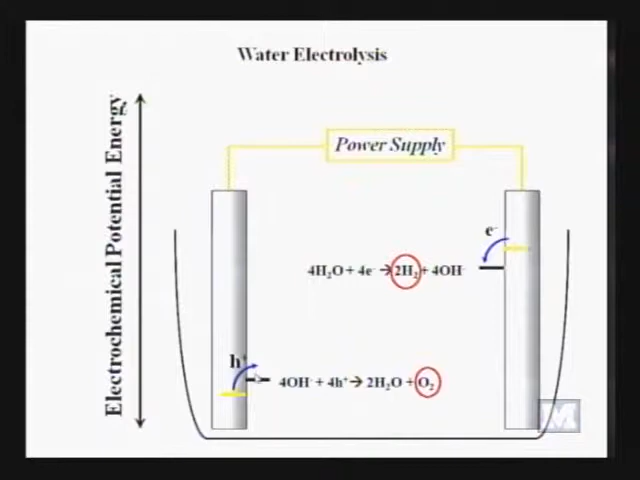 Water Electrolysis
Electrochemical Potential Energy
Power Supply
e⁻
4H₂O + 4e⁻ → 2H₂ + 4OH⁻
h⁺
4OH⁻ + 4h⁺ → 2H₂O + O₂
M